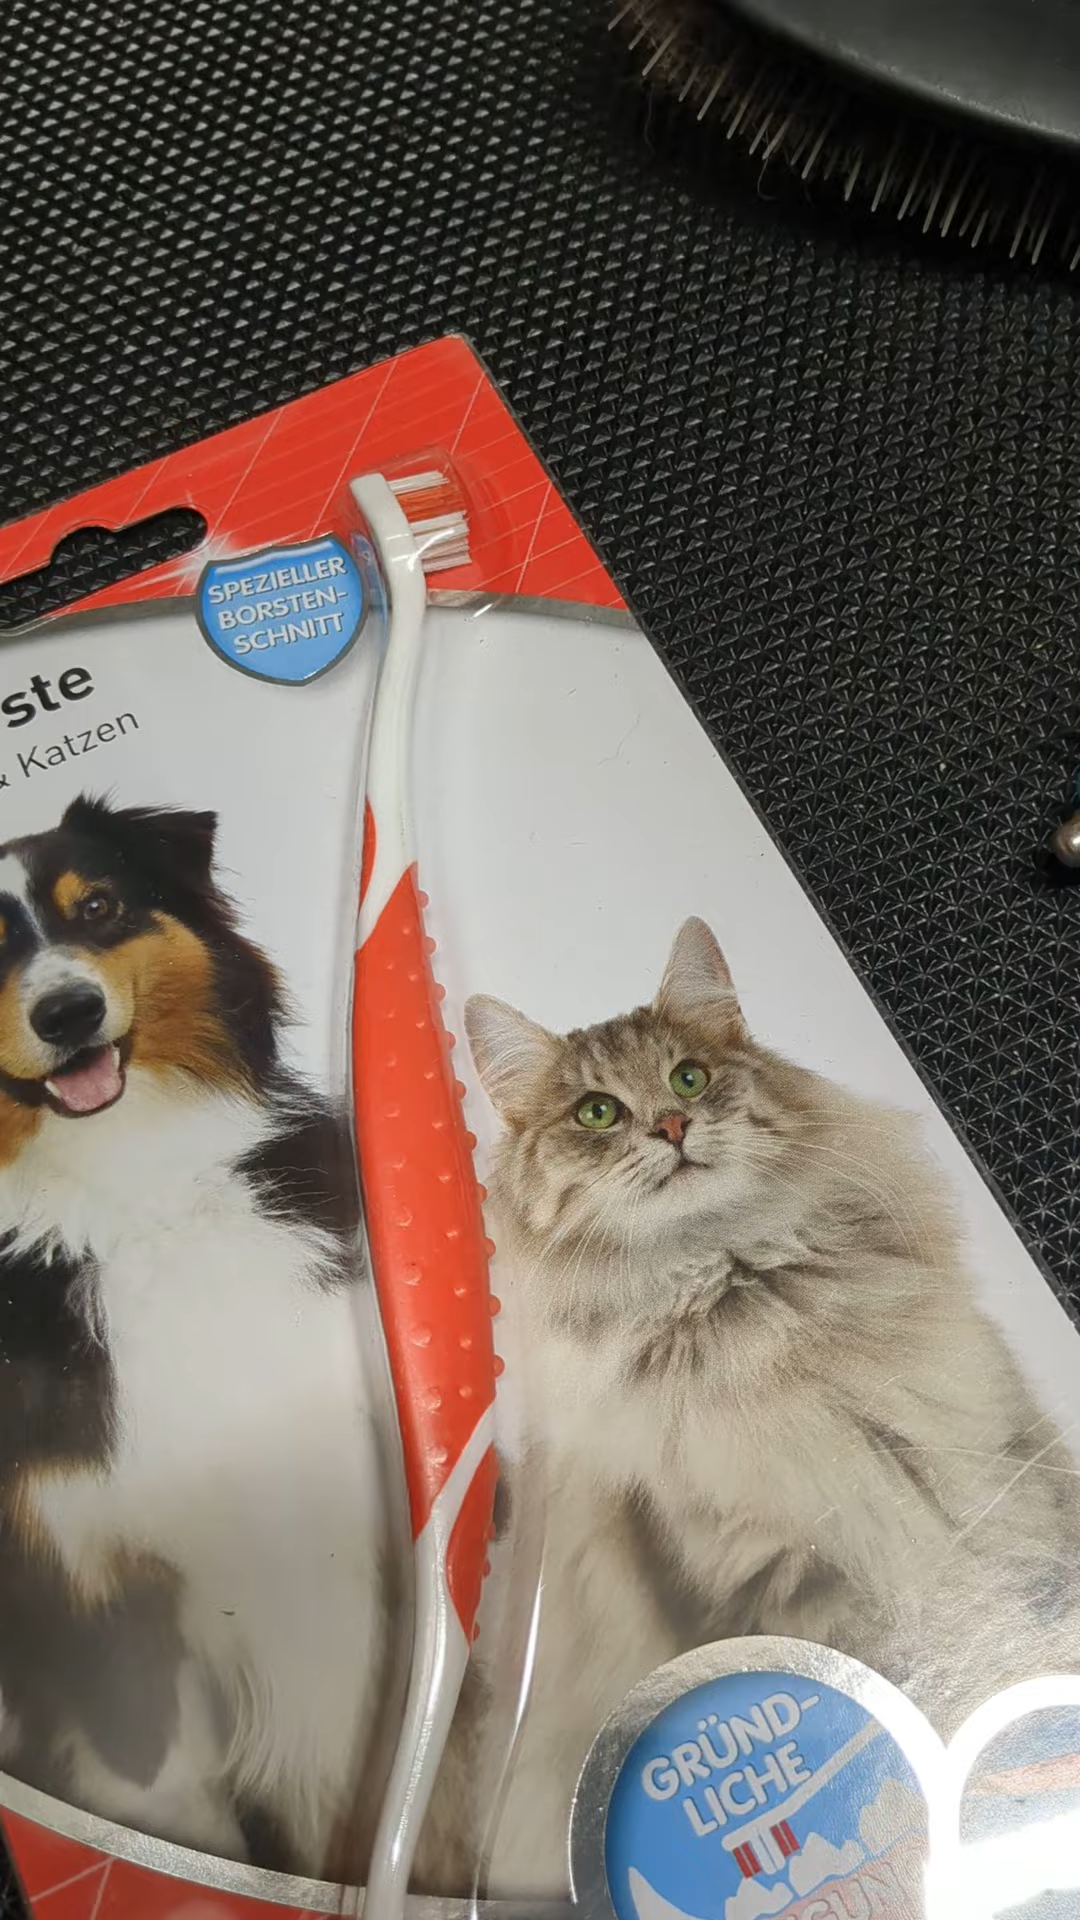 SPEZIELLER
BORSTEN-
SCHNITT
ste
& Katzen
GRÜND-
LICHE